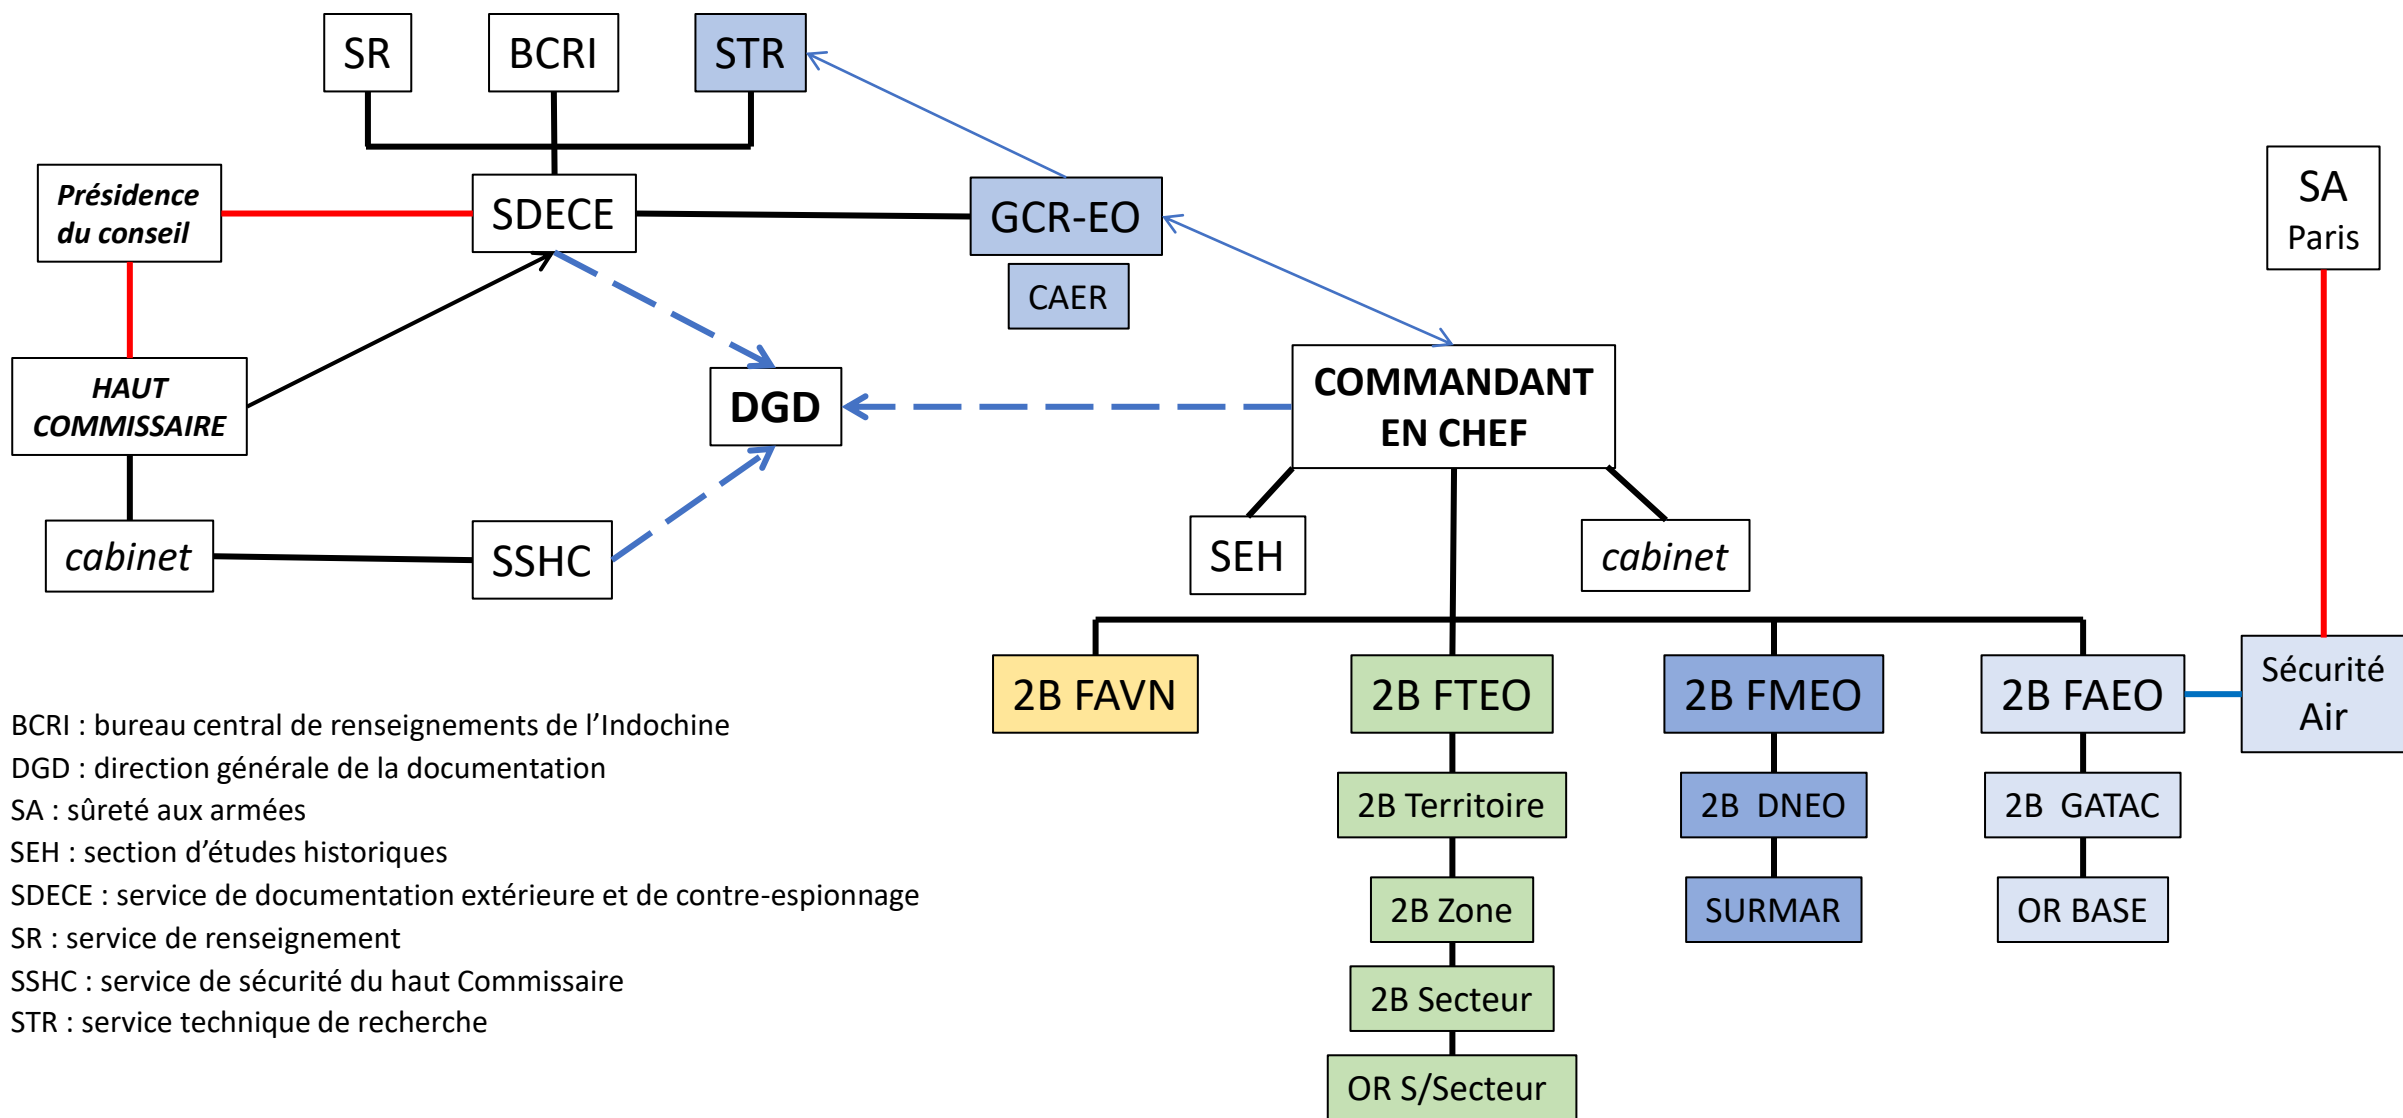 SR
BCRI
STR
Présidence
du conseil
SDECE
GCR-EO
SA
Paris
CAER
HAUT
COMMISSAIRE
DGD
COMMANDANT
EN CHEF
cabinet
SSHC
SEH
cabinet
2B FAVN
2B FTEO
2B FMEO
2B FAEO
Sécurité
Air
2B Territoire
2B DNEO
2B GATAC
2B Zone
SURMAR
OR BASE
2B Secteur
OR S/Secteur
BCRI : bureau central de renseignements de l’Indochine
DGD : direction générale de la documentation
SA : sûreté aux armées
SEH : section d’études historiques
SDECE : service de documentation extérieure et de contre-espionnage
SR : service de renseignement
SSHC : service de sécurité du haut Commissaire
STR : service technique de recherche